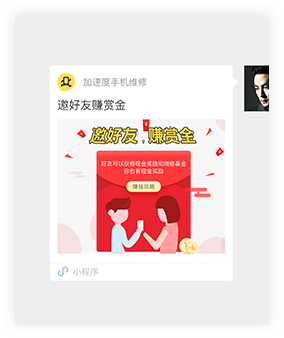 加速度手机维修
邀好友赚赏金
邀好友，赚赏金
好友可以获得现金奖励和维修基金
你也有现金奖励
赚钱攻略
小程序